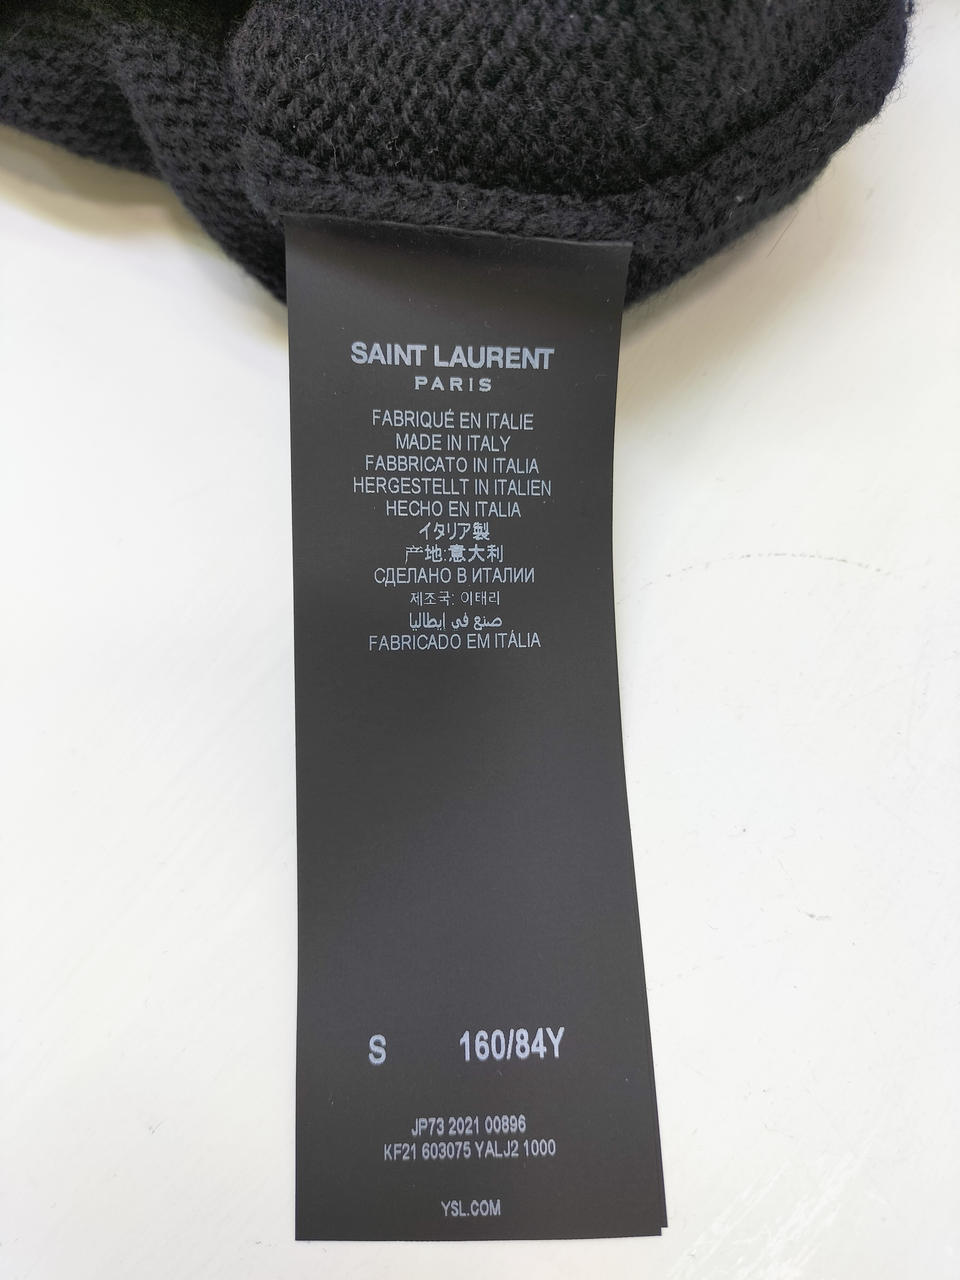 SAINT LAURENT
PARIS
FABRIQUÉ EN ITALIE
MADE IN ITALY
FABBRICATO IN ITALIA
HERGESTELLT IN ITALIEN
HECHO EN ITALIA
イタリア製
产地:意大利
СДЕЛАНО В ИТАЛИИ
제조국: 이태리
صنع في إيطاليا
FABRICADO EM ITÁLIA
S 160/84Y
JP73 2021 00896
KF21 603075 YALJ2 1000
YSL.COM